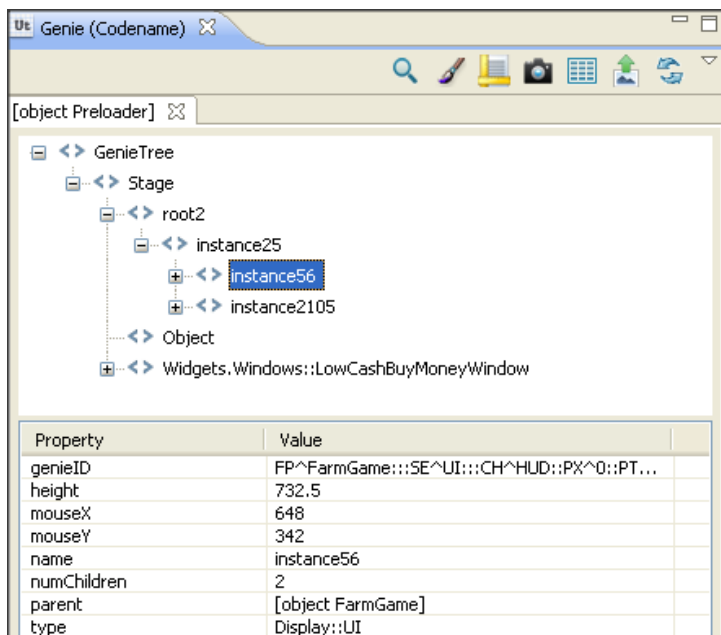 Ut Genie (Codename)
[object Preloader]
GenieTree
Stage
root2
instance25
instance56
instance2105
Object
Widgets.Windows::LowCashBuyMoneyWindow
Property Value
genieID FP^FarmGame:::SE^UI:::CH^HUD::PX^0::PT...
height 732.5
mouseX 648
mouseY 342
name instance56
numChildren 2
parent [object FarmGame]
type Display::UI